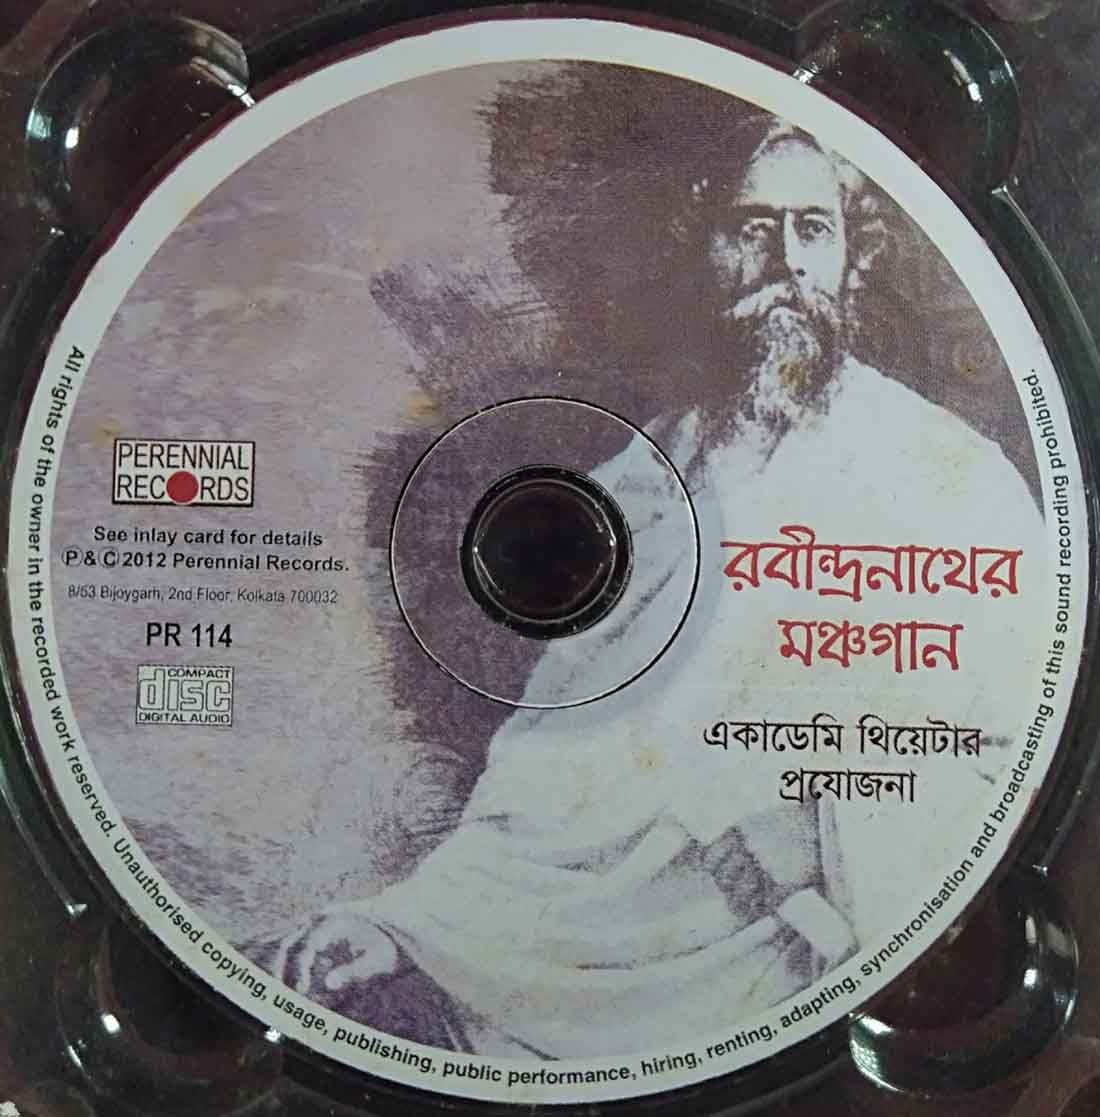 PERENNIAL
RECORDS
See inlay card for details
Ⓟ & Ⓒ 2012 Perennial Records.
8/53 Bijoygarh, 2nd Floor, Kolkata 700032
PR 114
COMPACT
disc
DIGITAL AUDIO
রবীন্দ্রনাথের
মঞ্চগান
একাডেমি থিয়েটার
প্রযোজনা
All rights of the owner in the recorded work reserved. Unauthorised copying, usage, publishing, public performance, hiring, renting, adapting, synchronisation and broadcasting of this sound recording prohibited.